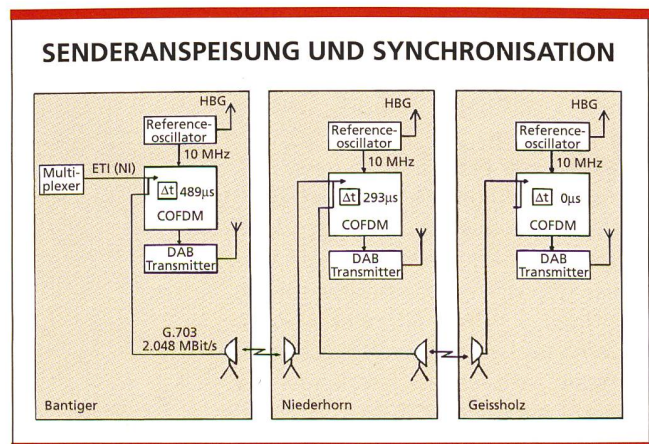 SENDERANSPEISUNG UND SYNCHRONISATION
HBG
Reference-
oscillator
10 MHz
Multi-
plexer
ETI (NI)
Δt 489µs
COFDM
DAB
Transmitter
G.703
2.048 MBit/s
Bantiger
HBG
Reference-
oscillator
10 MHz
Δt 293µs
COFDM
DAB
Transmitter
Niederhorn
HBG
Reference-
oscillator
10 MHz
Δt 0µs
COFDM
DAB
Transmitter
Geissholz